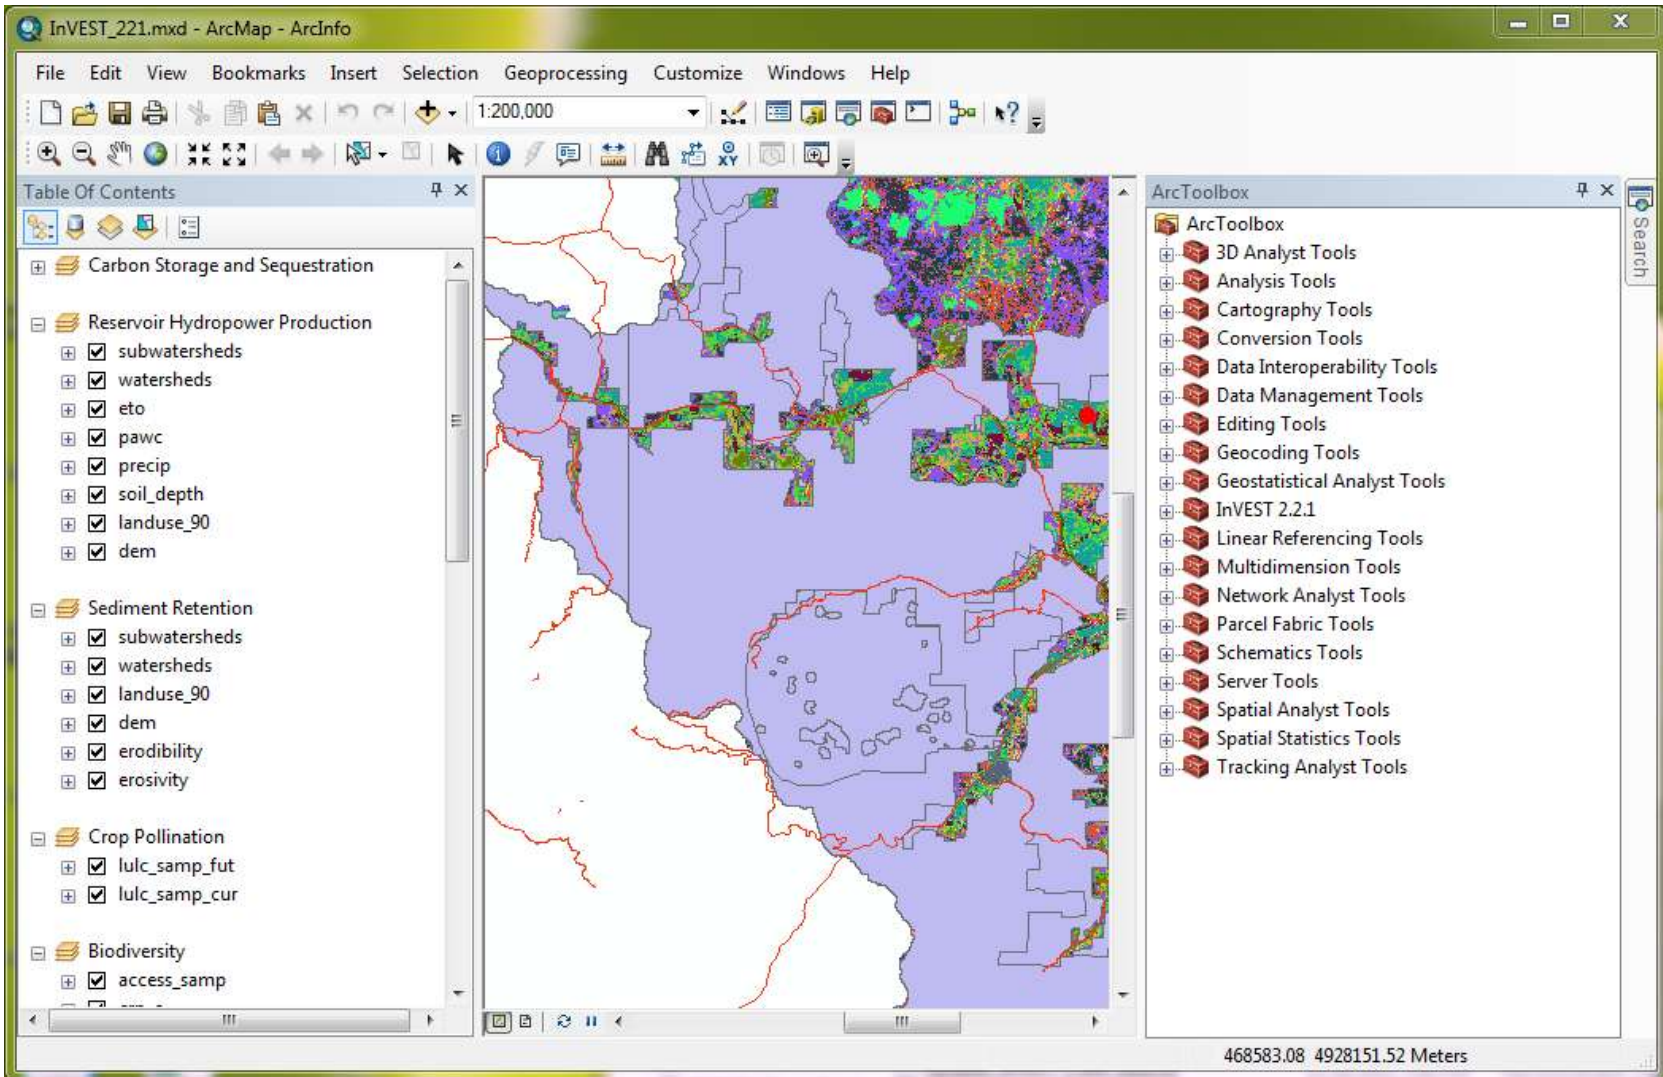 InVEST_221.mxd - ArcMap - ArcInfo
File Edit View Bookmarks Insert Selection Geoprocessing Customize Windows Help
1:200,000
Table Of Contents
Carbon Storage and Sequestration
Reservoir Hydropower Production
subwatersheds
watersheds
eto
pawc
precip
soil_depth
landuse_90
dem
Sediment Retention
subwatersheds
watersheds
landuse_90
dem
erodibility
erosivity
Crop Pollination
lulc_samp_fut
lulc_samp_cur
Biodiversity
access_samp
ArcToolbox
ArcToolbox
3D Analyst Tools
Analysis Tools
Cartography Tools
Conversion Tools
Data Interoperability Tools
Data Management Tools
Editing Tools
Geocoding Tools
Geostatistical Analyst Tools
InVEST 2.2.1
Linear Referencing Tools
Multidimension Tools
Network Analyst Tools
Parcel Fabric Tools
Schematics Tools
Server Tools
Spatial Analyst Tools
Spatial Statistics Tools
Tracking Analyst Tools
Search
468583.08 4928151.52 Meters